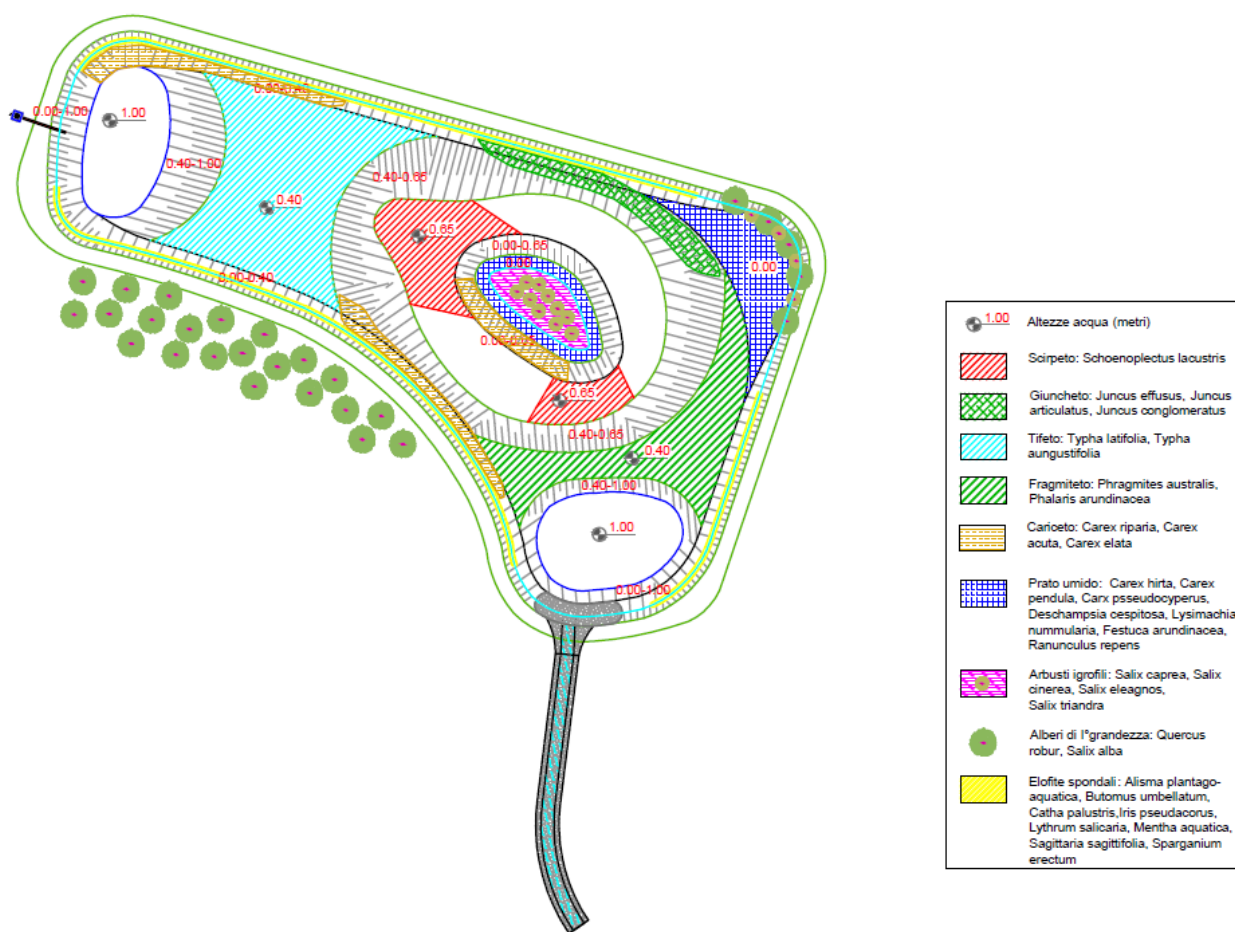 0.00-0.40
0.00-1.00
1.00
0.40-1.00
0.40-0.65
0.40
0.65
0.00-0.65
0.00
0.00
0.00-0.40
0.00-0.65
0.65
0.40-0.65
0.40
0.40-1.00
1.00
0.00-1.00
1.00
Altezze acqua (metri)
Scirpeto: Schoenoplectus lacustris
Giuncheto: Juncus effusus, Juncus
articulatus, Juncus conglomeratus
Tifeto: Typha latifolia, Typha
aungustifolia
Fragmiteto: Phragmites australis,
Phalaris arundinacea
Cariceto: Carex riparia, Carex
acuta, Carex elata
Prato umido: Carex hirta, Carex
pendula, Carx psseudocyperus,
Deschampsia cespitosa, Lysimachia
nummularia, Festuca arundinacea,
Ranunculus repens
Arbusti igrofili: Salix caprea, Salix
cinerea, Salix eleagnos,
Salix triandra
Alberi di I°grandezza: Quercus
robur, Salix alba
Elofite spondali: Alisma plantago-
aquatica, Butomus umbellatum,
Catha palustris,Iris pseudacorus,
Lythrum salicaria, Mentha aquatica,
Sagittaria sagittifolia, Sparganium
erectum